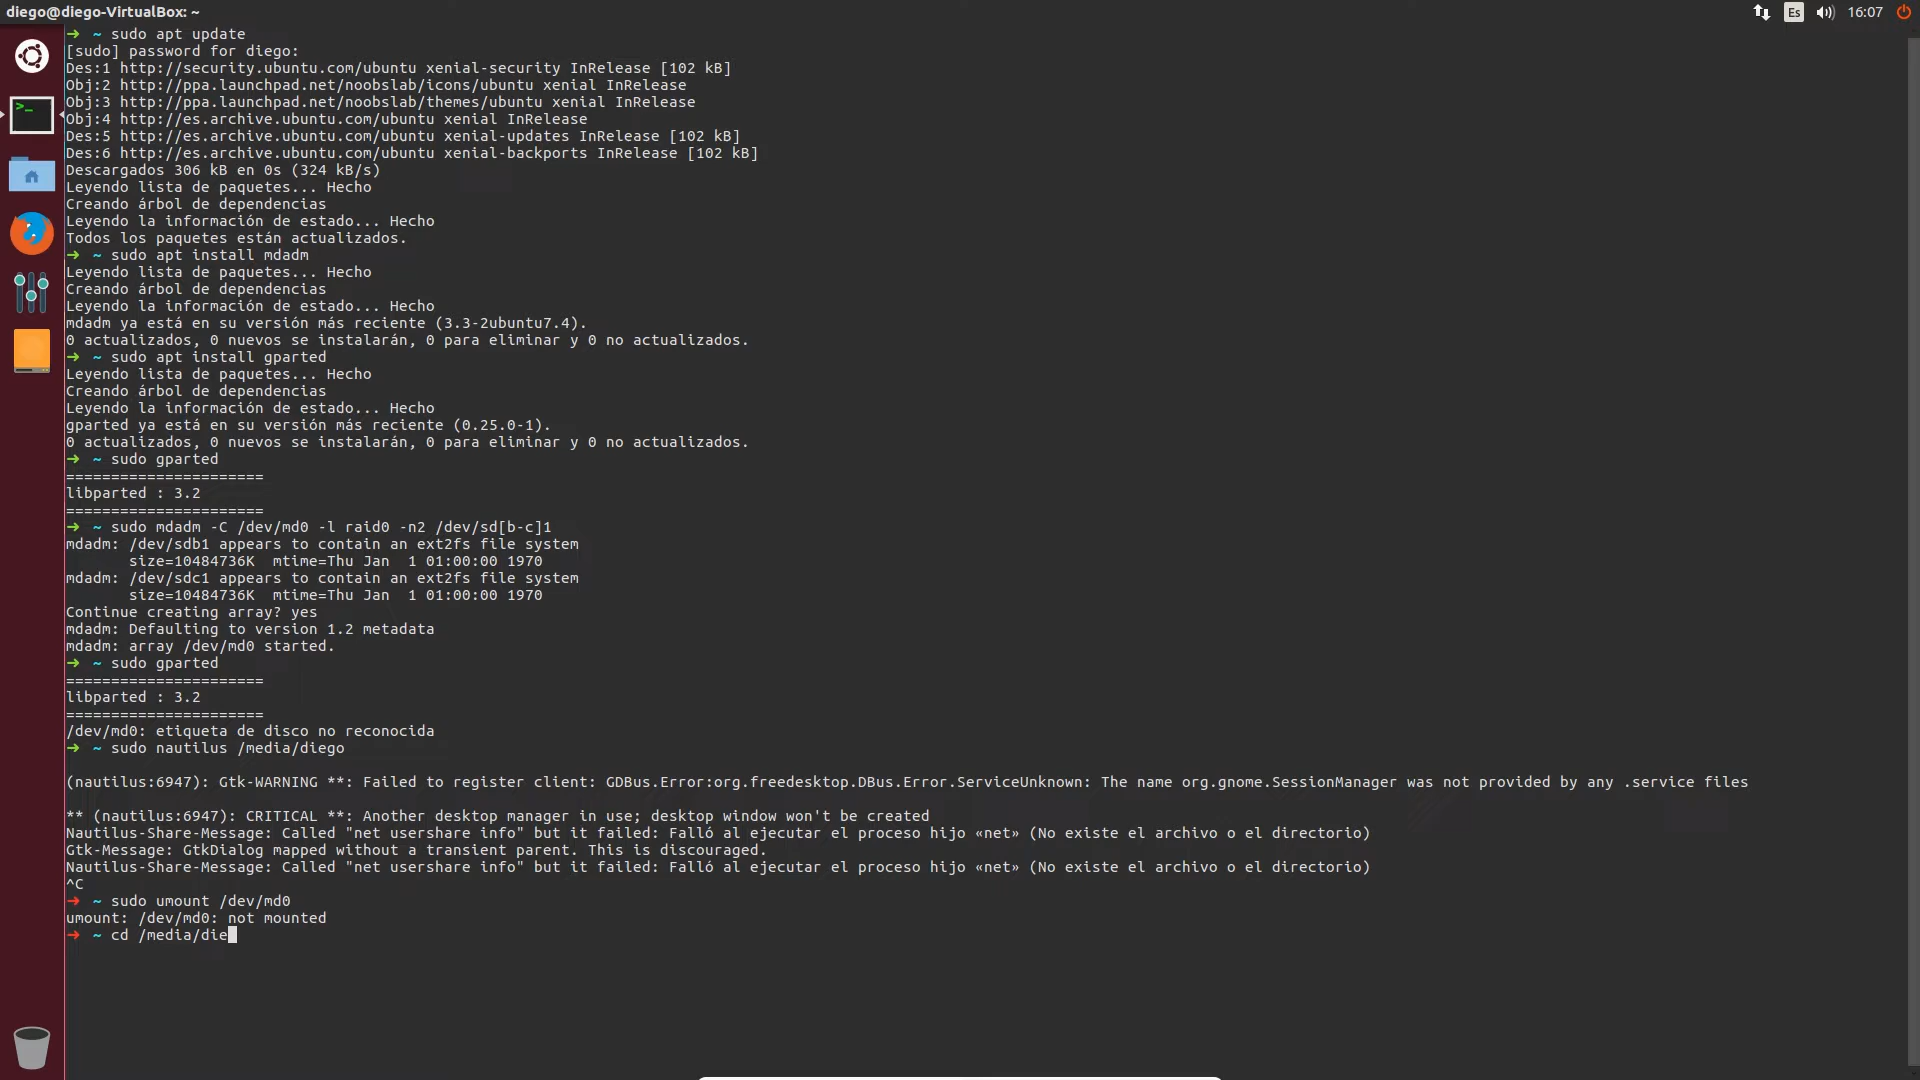 diego@diego-VirtualBox: ~
Es 16:07
➜ ~ sudo apt update
[sudo] password for diego:
Des:1 http://security.ubuntu.com/ubuntu xenial-security InRelease [102 kB]
Obj:2 http://ppa.launchpad.net/noobslab/icons/ubuntu xenial InRelease
Obj:3 http://ppa.launchpad.net/noobslab/themes/ubuntu xenial InRelease
Obj:4 http://es.archive.ubuntu.com/ubuntu xenial InRelease
Des:5 http://es.archive.ubuntu.com/ubuntu xenial-updates InRelease [102 kB]
Des:6 http://es.archive.ubuntu.com/ubuntu xenial-backports InRelease [102 kB]
Descargados 306 kB en 0s (324 kB/s)
Leyendo lista de paquetes... Hecho
Creando árbol de dependencias
Leyendo la información de estado... Hecho
Todos los paquetes están actualizados.
➜ ~ sudo apt install mdadm
Leyendo lista de paquetes... Hecho
Creando árbol de dependencias
Leyendo la información de estado... Hecho
mdadm ya está en su versión más reciente (3.3-2ubuntu7.4).
0 actualizados, 0 nuevos se instalarán, 0 para eliminar y 0 no actualizados.
➜ ~ sudo apt install gparted
Leyendo lista de paquetes... Hecho
Creando árbol de dependencias
Leyendo la información de estado... Hecho
gparted ya está en su versión más reciente (0.25.0-1).
0 actualizados, 0 nuevos se instalarán, 0 para eliminar y 0 no actualizados.
➜ ~ sudo gparted
======================
libparted : 3.2
======================
➜ ~ sudo mdadm -C /dev/md0 -l raid0 -n2 /dev/sd[b-c]1
mdadm: /dev/sdb1 appears to contain an ext2fs file system
size=10484736K mtime=Thu Jan 1 01:00:00 1970
mdadm: /dev/sdc1 appears to contain an ext2fs file system
size=10484736K mtime=Thu Jan 1 01:00:00 1970
Continue creating array? yes
mdadm: Defaulting to version 1.2 metadata
mdadm: array /dev/md0 started.
➜ ~ sudo gparted
======================
libparted : 3.2
======================
/dev/md0: etiqueta de disco no reconocida
➜ ~ sudo nautilus /media/diego
(nautilus:6947): Gtk-WARNING **: Failed to register client: GDBus.Error:org.freedesktop.DBus.Error.ServiceUnknown: The name org.gnome.SessionManager was not provided by any .service files
** (nautilus:6947): CRITICAL **: Another desktop manager in use; desktop window won't be created
Nautilus-Share-Message: Called "net usershare info" but it failed: Falló al ejecutar el proceso hijo «net» (No existe el archivo o el directorio)
Gtk-Message: GtkDialog mapped without a transient parent. This is discouraged.
Nautilus-Share-Message: Called "net usershare info" but it failed: Falló al ejecutar el proceso hijo «net» (No existe el archivo o el directorio)
^C
➜ ~ sudo umount /dev/md0
umount: /dev/md0: not mounted
➜ ~ cd /media/die